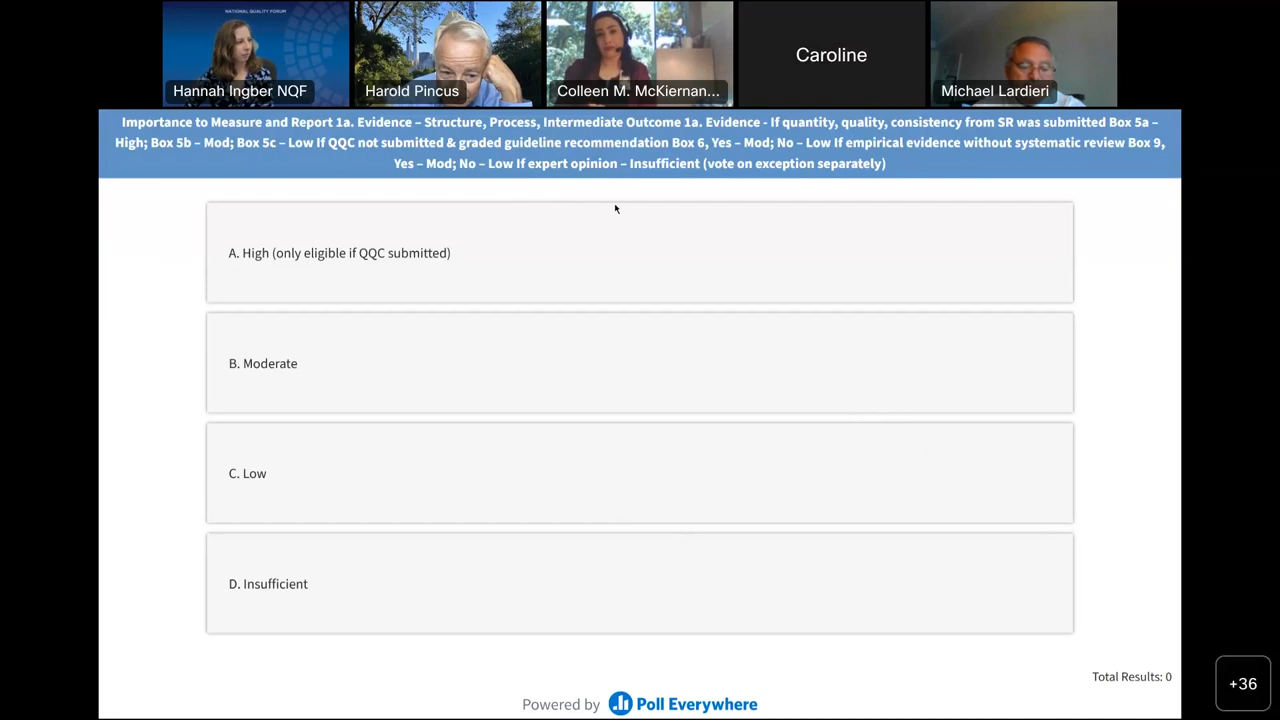 NATIONAL QUALITY FORUM
Hannah Ingber NQF
Harold Pincus
Colleen M. McKiernan...
Caroline
Michael Lardieri
Importance to Measure and Report 1a. Evidence – Structure, Process, Intermediate Outcome 1a. Evidence - If quantity, quality, consistency from SR was submitted Box 5a –
High; Box 5b – Mod; Box 5c – Low If QQC not submitted & graded guideline recommendation Box 6, Yes – Mod; No – Low If empirical evidence without systematic review Box 9,
Yes – Mod; No – Low If expert opinion – Insufficient (vote on exception separately)
A. High (only eligible if QQC submitted)
B. Moderate
C. Low
D. Insufficient
Total Results: 0
Powered by Poll Everywhere
+36